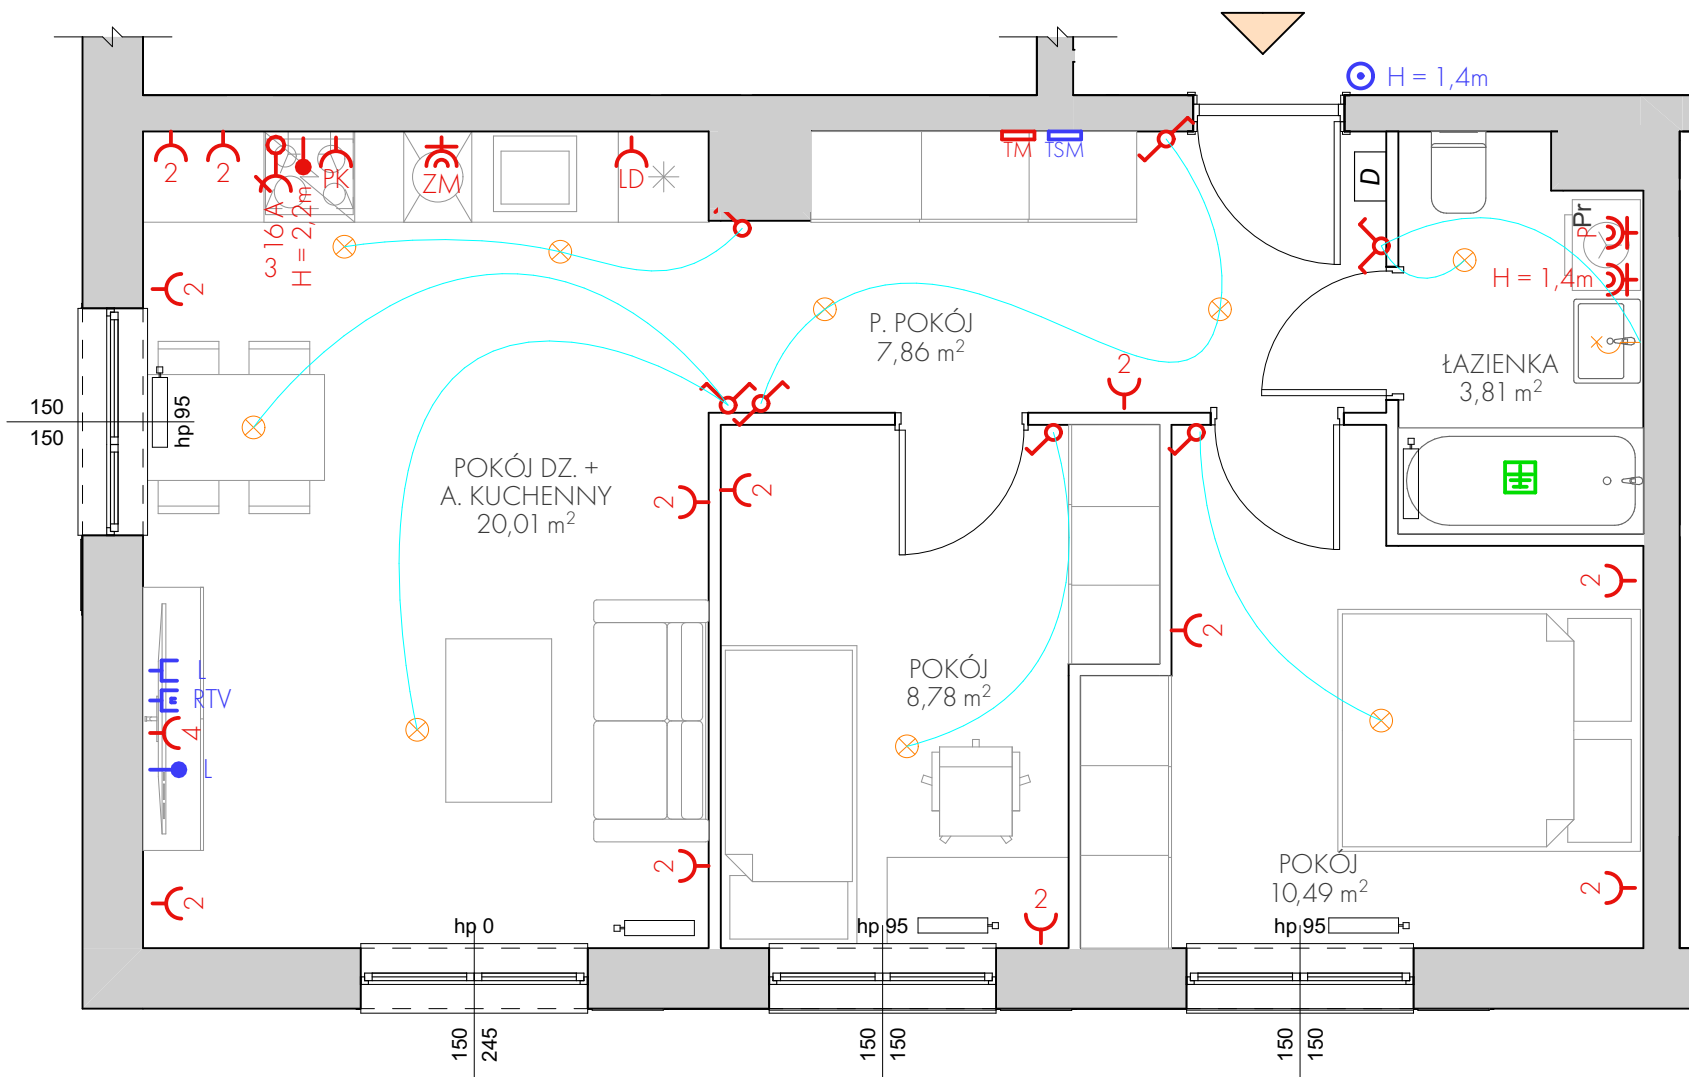 H = 1,4m
TM
TSM
2
2
PK
ZM
LD
3 16 A
H = 2,2m
D
Pr
P
H = 1,4m
2
P. POKÓJ
7,86 m²
2
ŁAZIENKA
3,81 m²
150
150
hp 95
POKÓJ DZ. +
A. KUCHENNY
20,01 m²
2
2
2
2
L
RTV
4
L
POKÓJ
8,78 m²
2
2
2
POKÓJ
10,49 m²
2
2
hp 0
hp 95
hp 95
150
245
150
150
150
150